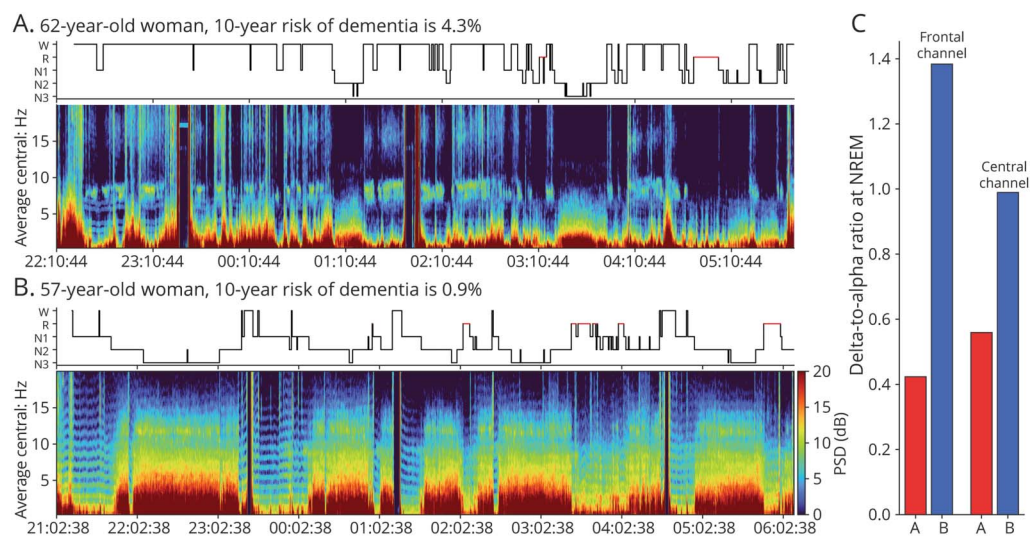 A. 62-year-old woman, 10-year risk of dementia is 4.3%
W
R
N1
N2
N3
Average central: Hz
15
10
5
22:10:44 23:10:44 00:10:44 01:10:44 02:10:44 03:10:44 04:10:44 05:10:44
B. 57-year-old woman, 10-year risk of dementia is 0.9%
W
R
N1
N2
N3
Average central: Hz
15
10
5
20
15
10
5
0
PSD (dB)
21:02:38 22:02:38 23:02:38 00:02:38 01:02:38 02:02:38 03:02:38 04:02:38 05:02:38 06:02:38
C
Frontal
channel
Central
channel
Delta-to-alpha ratio at NREM
1.4
1.2
1.0
0.8
0.6
0.4
0.2
0.0
A B A B